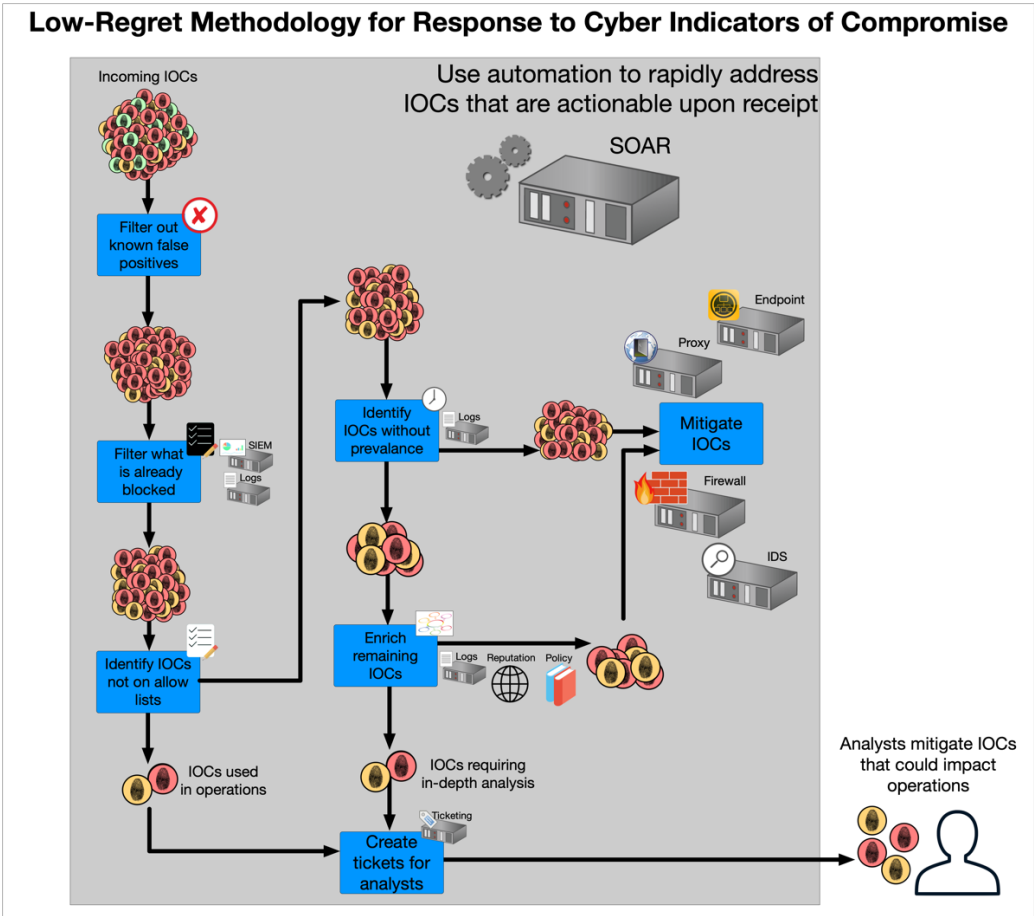 Low-Regret Methodology for Response to Cyber Indicators of Compromise
Incoming IOCs
Use automation to rapidly address
IOCs that are actionable upon receipt
SOAR
Filter out
known false
positives
Endpoint
Proxy
Identify
IOCs without
prevalance
Logs
Mitigate
IOCs
Filter what
is already
blocked
SIEM
Logs
Firewall
IDS
Identify IOCs
not on allow
lists
Enrich
remaining
IOCs
Logs
Reputation
Policy
IOCs used
in operations
IOCs requiring
in-depth analysis
Analysts mitigate IOCs
that could impact
operations
Ticketing
Create
tickets for
analysts